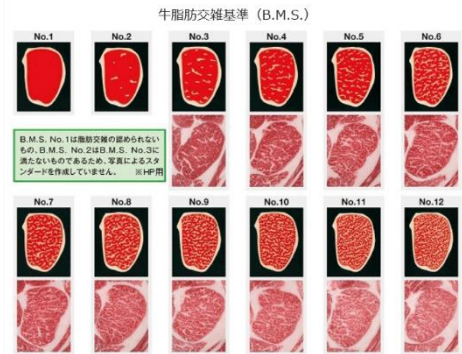 牛脂肪交雑基準（B.M.S.）
No.1
No.2
No.3
No.4
No.5
No.6
B.M.S. No.1は脂肪交雑の認められない
もの、B.M.S. No.2はB.M.S. No.3に
満たないものであるため、写真によるスタ
ンダードを作成していません。 ※HP用
No.7
No.8
No.9
No.10
No.11
No.12